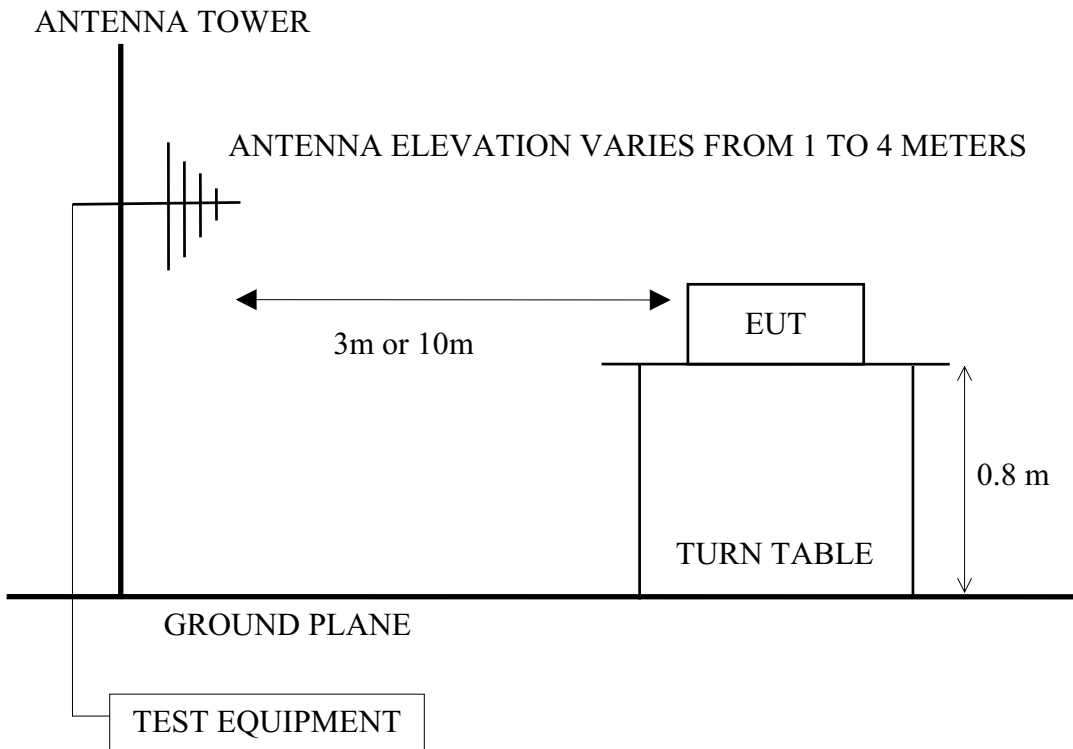 ANTENNA TOWER
ANTENNA ELEVATION VARIES FROM 1 TO 4 METERS
3m or 10m
EUT
0.8 m
TURN TABLE
GROUND PLANE
TEST EQUIPMENT